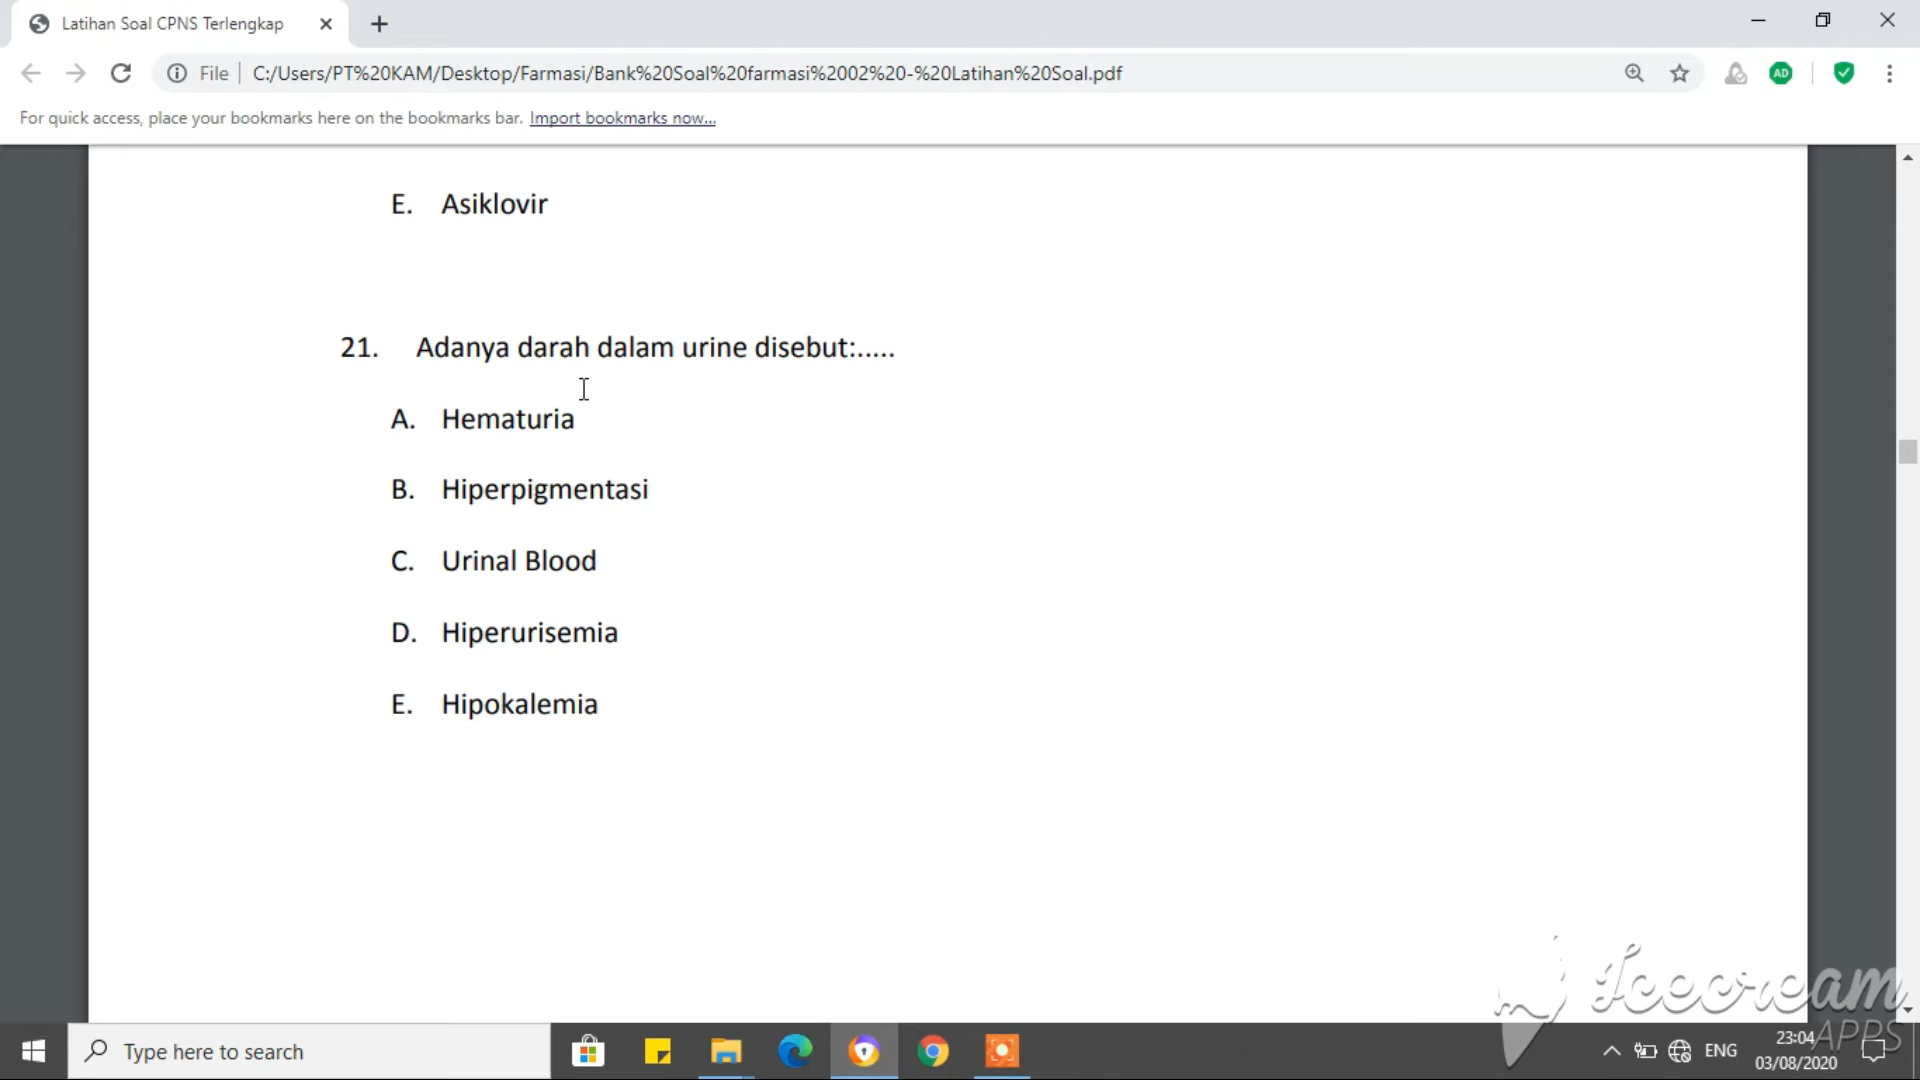 Latihan Soal CPNS Terlengkap
File C:/Users/PT%20KAM/Desktop/Farmasi/Bank%20Soal%20farmasi%2002%20-%20Latihan%20Soal.pdf
AD
For quick access, place your bookmarks here on the bookmarks bar. Import bookmarks now...
E. Asiklovir
21. Adanya darah dalam urine disebut:.....
A. Hematuria
B. Hiperpigmentasi
C. Urinal Blood
D. Hiperurisemia
E. Hipokalemia
Icecream
APPS
Type here to search
ENG
23:04
03/08/2020